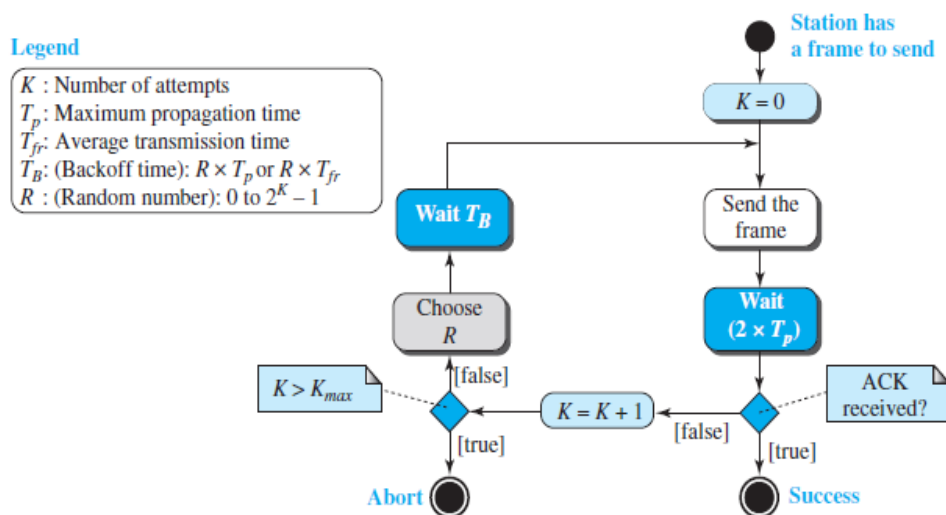 Station has
a frame to send
Legend
K : Number of attempts
Tp : Maximum propagation time
Tfr: Average transmission time
TB: (Backoff time): R × Tp or R × Tfr
R : (Random number): 0 to 2^K – 1
K = 0
Wait TB
Send the
frame
Choose
R
Wait
(2 × Tp)
[false]
K > Kmax
K = K + 1
ACK
received?
[false]
[true]
[true]
Abort
Success